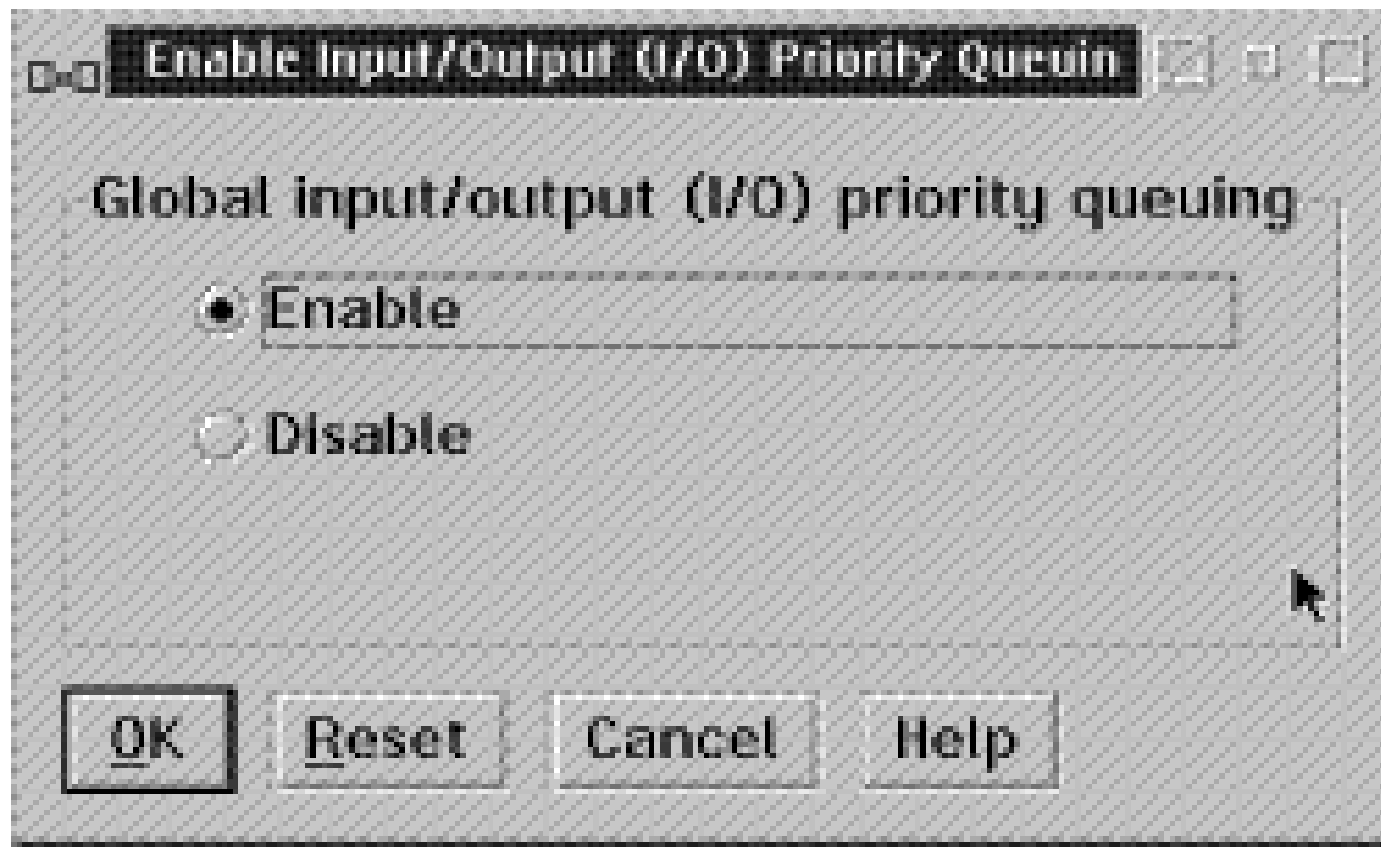 Enable Input/Output (I/O) Priority Queuin
Global input/output (I/O) priority queuing
Enable
Disable
OK Reset Cancel Help